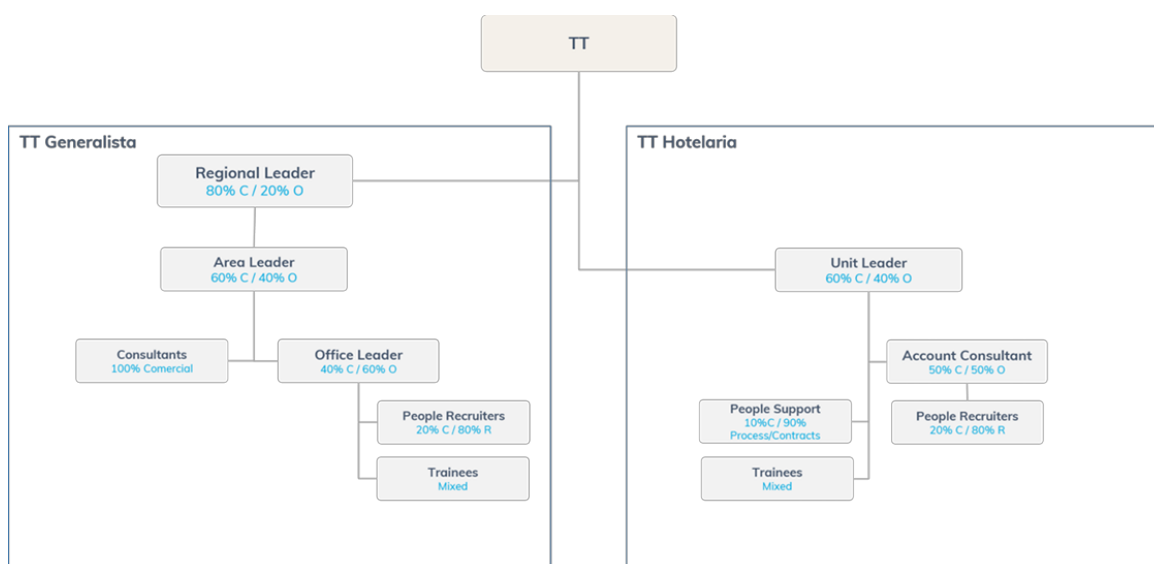 TT
TT Generalista
Regional Leader
80% C / 20% O
Area Leader
60% C / 40% O
Consultants
100% Comercial
Office Leader
40% C / 60% O
People Recruiters
20% C / 80% R
Trainees
Mixed
TT Hotelaria
Unit Leader
60% C / 40% O
Account Consultant
50% C / 50% O
People Support
10%C / 90%
Process/Contracts
People Recruiters
20% C / 80% R
Trainees
Mixed